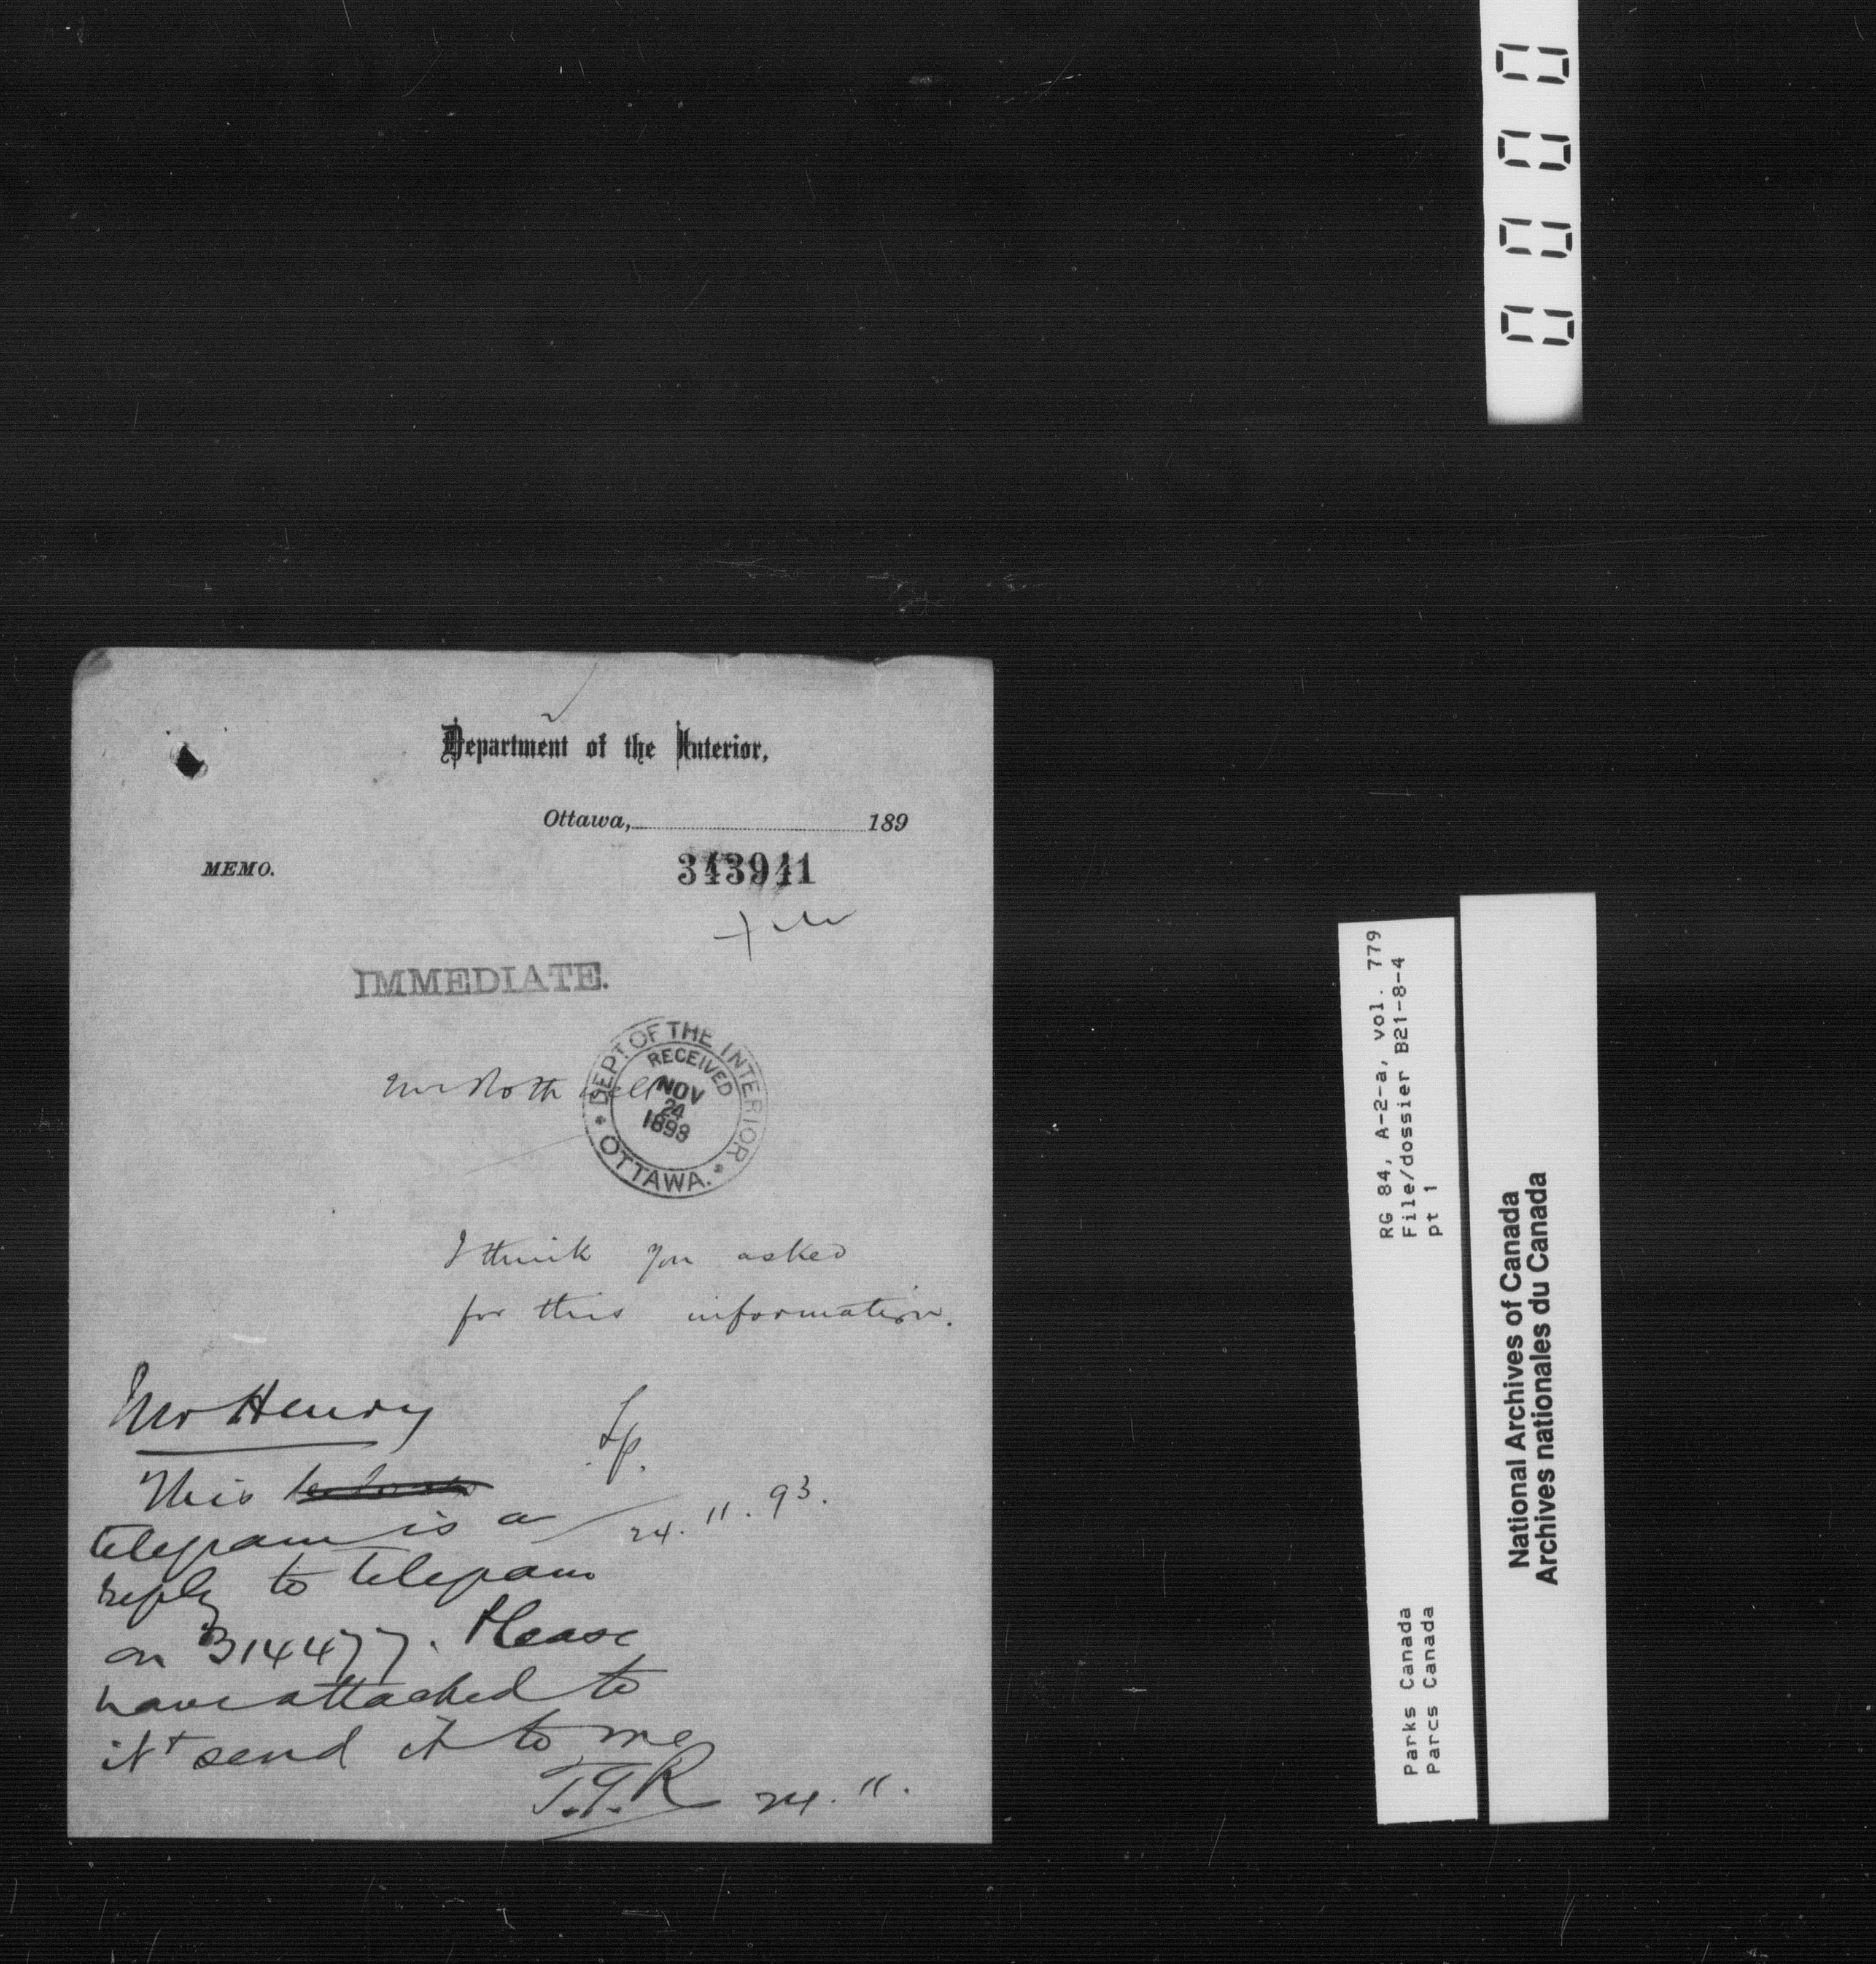 Department of the Interior,
Ottawa, 189
MEMO.
343941
IMMEDIATE.
DEPT. OF THE INTERIOR
RECEIVED
NOV
24
1893
OTTAWA.
Mr Rothwell
I think you asked
for this information.
24. 11. 93.
Mr Henry
This
telegram is a
reply to telegram
on 314477. Please
have attached to
it + send it to me
T.G.R 24. 11.
0000
RG 84, A-2-a, vol. 779
File/dossier B21-8-4
pt 1
Parks Canada
Parcs Canada
National Archives of Canada
Archives nationales du Canada